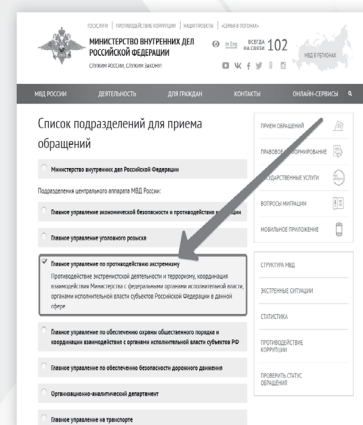 ГОСУСЛУГИ | ПРОТИВОДЕЙСТВИЕ КОРРУПЦИИ | НАШИ ПРОЕКТЫ | «ЩИТ И ПЕРО»
МИНИСТЕРСТВО ВНУТРЕННИХ ДЕЛ
РОССИЙСКОЙ ФЕДЕРАЦИИ
СЛУЖИМ РОССИИ, СЛУЖИМ ЗАКОНУ!
In Eng
ВСЕГДА НА СВЯЗИ 102
МВД В РЕГИОНАХ
МВД РОССИИ ДЕЯТЕЛЬНОСТЬ ДЛЯ ГРАЖДАН КОНТАКТЫ ОНЛАЙН-СЕРВИСЫ
Список подразделений для приема
обращений
Министерство внутренних дел Российской Федерации
Подразделения центрального аппарата МВД России:
Главное управление экономической безопасности и противодействия
Главное управление уголовного розыска
Главное управление по противодействию экстремизму
Противодействие экстремистской деятельности и терроризму, координация
взаимодействия Министерства с федеральными органами исполнительной власти,
органами исполнительной власти субъектов Российской Федерации в данной
сфере
Главное управление по обеспечению охраны общественного порядка и
координации взаимодействия с органами исполнительной власти субъектов РФ
Главное управление по обеспечению безопасности дорожного движения
Организационно-аналитический департамент
Главное управление на транспорте
ПРИЕМ ОБРАЩЕНИЙ
ПРАВОВОЕ ИНФОРМИРОВАНИЕ
ГОСУДАРСТВЕННЫЕ УСЛУГИ
ВОПРОСЫ МИГРАЦИИ
МОБИЛЬНОЕ ПРИЛОЖЕНИЕ
СТРУКТУРА МВД
ЭКСТРЕННЫЕ СИТУАЦИИ
СТАТИСТИКА
ПРОТИВОДЕЙСТВИЕ
КОРРУПЦИИ
ПРОВЕРИТЬ СТАТУС
ОБРАЩЕНИЯ